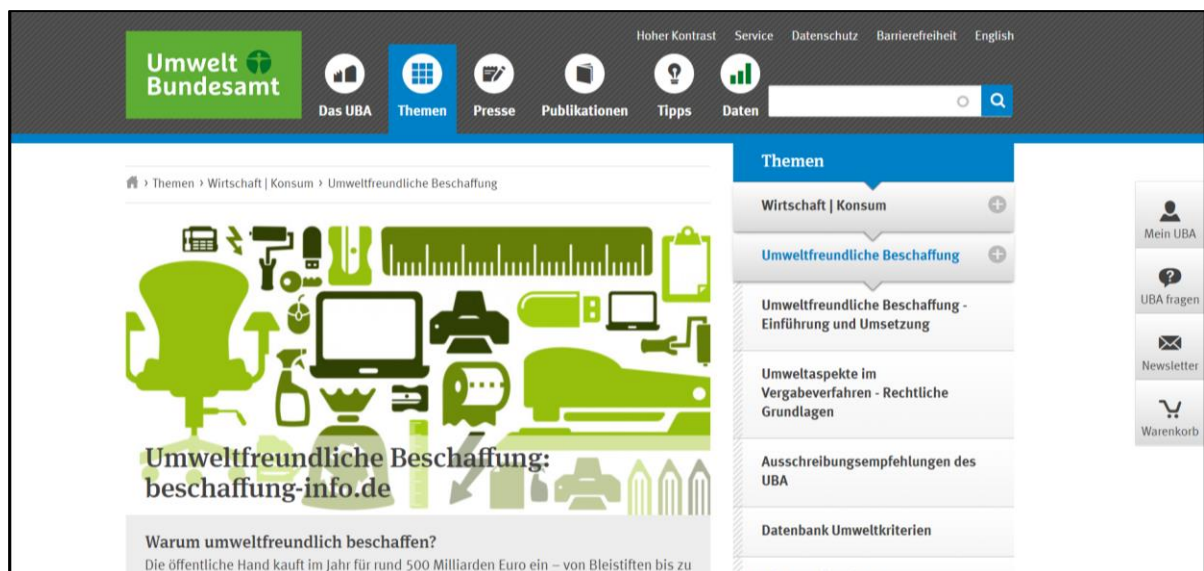 Hoher Kontrast Service Datenschutz Barrierefreiheit English
Umwelt
Bundesamt
Das UBA Themen Presse Publikationen Tipps Daten
Themen › Wirtschaft | Konsum › Umweltfreundliche Beschaffung
Umweltfreundliche Beschaffung:
beschaffung-info.de
Warum umweltfreundlich beschaffen?
Die öffentliche Hand kauft im Jahr für rund 500 Milliarden Euro ein – von Bleistiften bis zu
Themen
Wirtschaft | Konsum
Umweltfreundliche Beschaffung
Umweltfreundliche Beschaffung -
Einführung und Umsetzung
Umweltaspekte im
Vergabeverfahren - Rechtliche
Grundlagen
Ausschreibungsempfehlungen des
UBA
Datenbank Umweltkriterien
Mein UBA
UBA fragen
Newsletter
Warenkorb